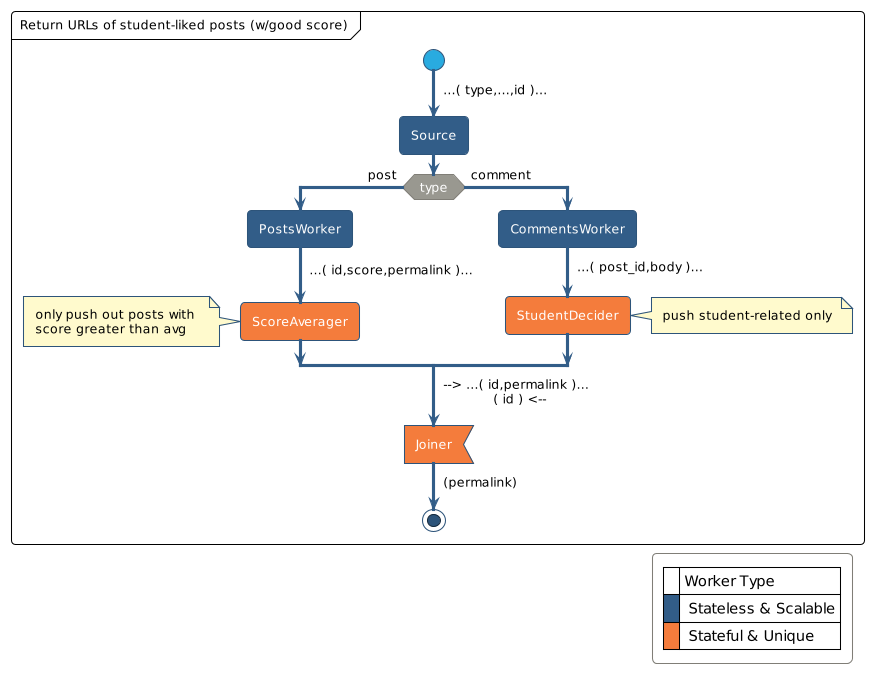 Return URLs of student-liked posts (w/good score)
...( type,...,id )...
Source
post
type
comment
PostsWorker
CommentsWorker
...( id,score,permalink )...
...( post_id,body )...
only push out posts with
score greater than avg
ScoreAverager
StudentDecider
push student-related only
--> ...( id,permalink )...
( id ) <--
Joiner
(permalink)
Worker Type
Stateless & Scalable
Stateful & Unique